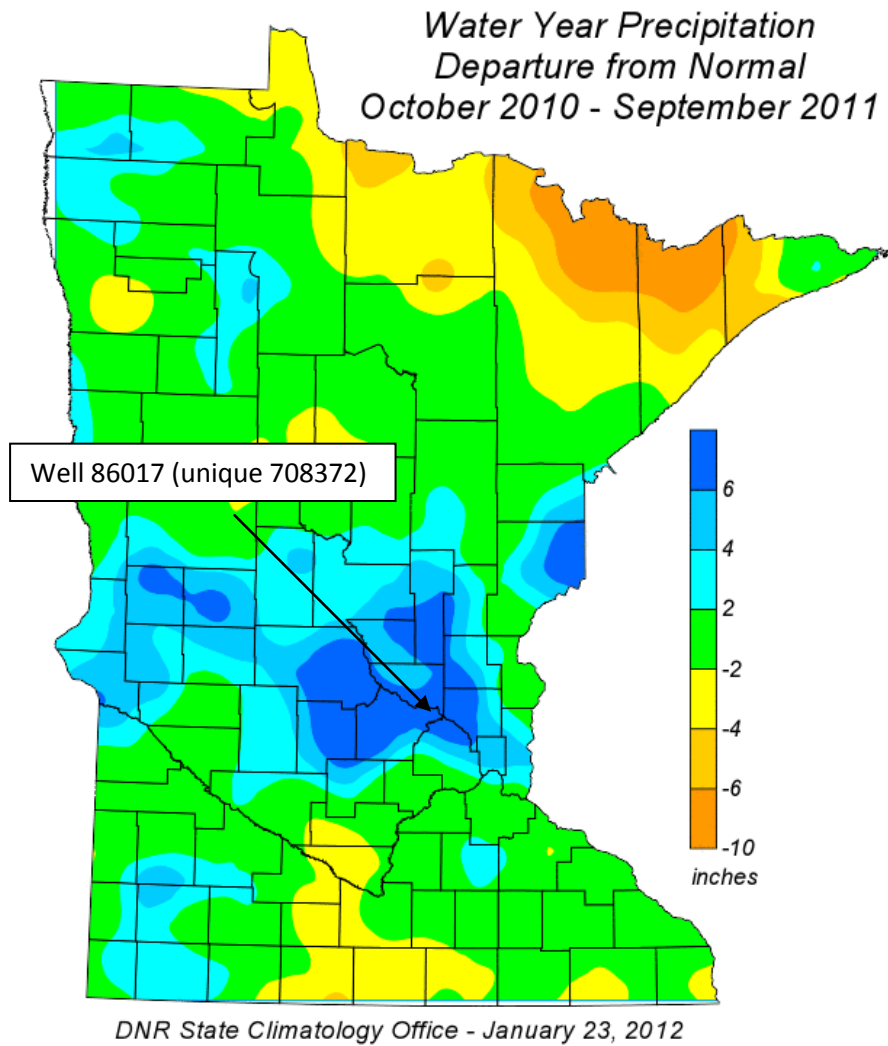 Water Year Precipitation
Departure from Normal
October 2010 - September 2011
Well 86017 (unique 708372)
6
4
2
-2
-4
-6
-10
inches
DNR State Climatology Office - January 23, 2012